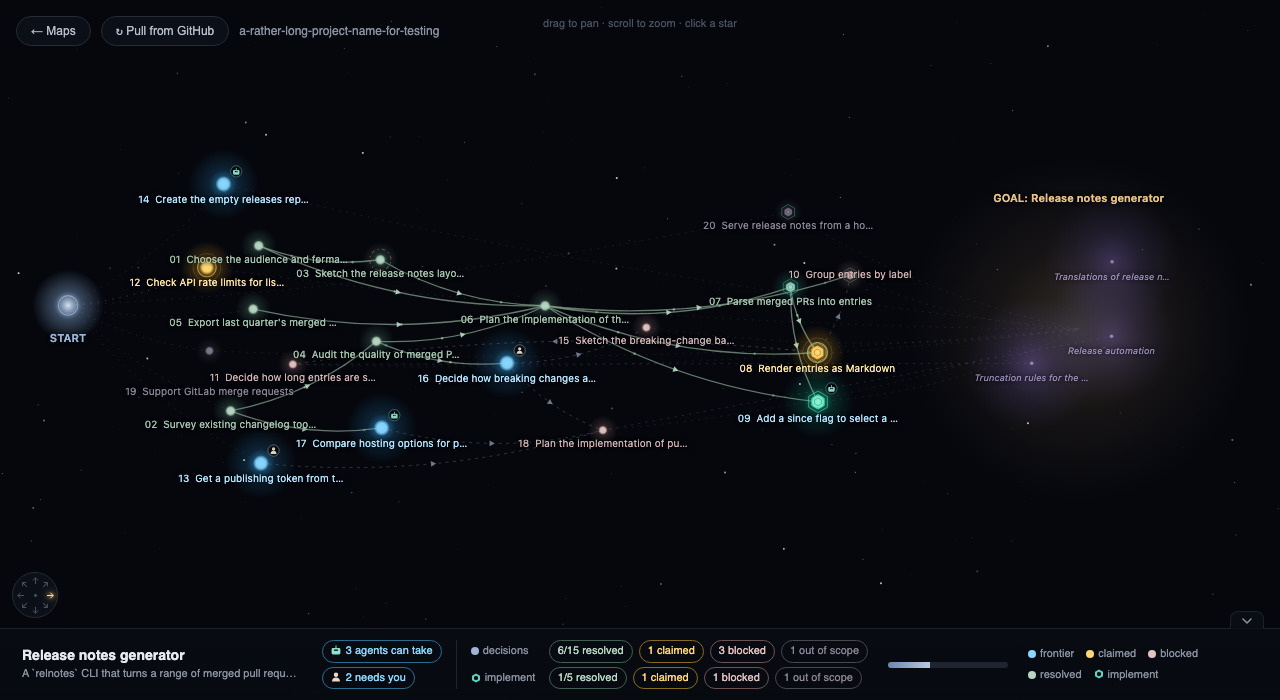 ← Maps
↻ Pull from GitHub
a-rather-long-project-name-for-testing
drag to pan · scroll to zoom · click a star
14 Create the empty releases rep...
GOAL: Release notes generator
20 Serve release notes from a ho...
01 Choose the audience and forma...
03 Sketch the release notes layo...
10 Group entries by label
12 Check API rate limits for lis...
Translations of release n...
07 Parse merged PRs into entries
05 Export last quarter's merged ...
06 Plan the implementation of th...
START
15 Sketch the breaking-change ba...
04 Audit the quality of merged P...
Release automation
08 Render entries as Markdown
11 Decide how long entries are s...
16 Decide how breaking changes a...
Truncation rules for the ...
19 Support GitLab merge requests
09 Add a since flag to select a ...
02 Survey existing changelog too...
17 Compare hosting options for p...
18 Plan the implementation of pu...
13 Get a publishing token from t...
Release notes generator
A `relnotes` CLI that turns a range of merged pull requ...
3 agents can take
2 needs you
decisions
6/15 resolved
1 claimed
3 blocked
1 out of scope
implement
1/5 resolved
1 claimed
1 blocked
1 out of scope
frontier
claimed
blocked
resolved
implement